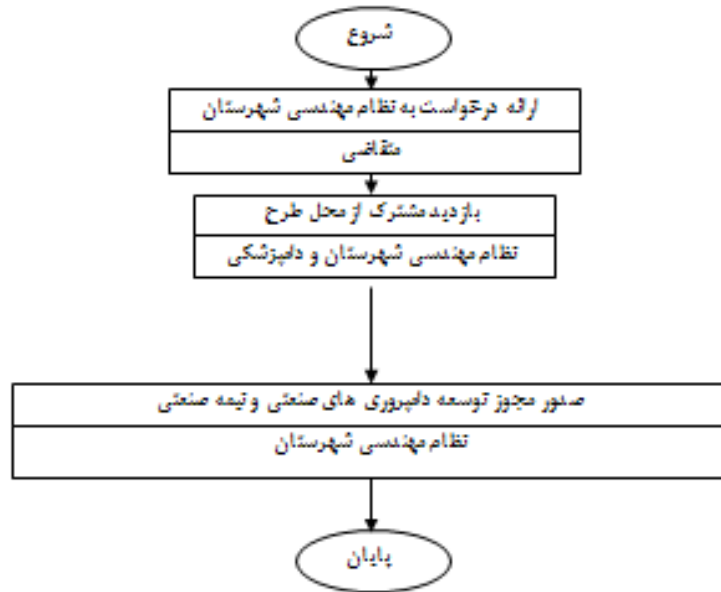 شروع
ارائه درخواست به نظام مهندسی شهرستان
متقاضی
بازدید مشترک از محل طرح
نظام مهندسی شهرستان و دامپزشکی
صدور مجوز توسعه دامپروری های صنعتی و نیمه صنعتی
نظام مهندسی شهرستان
پایان